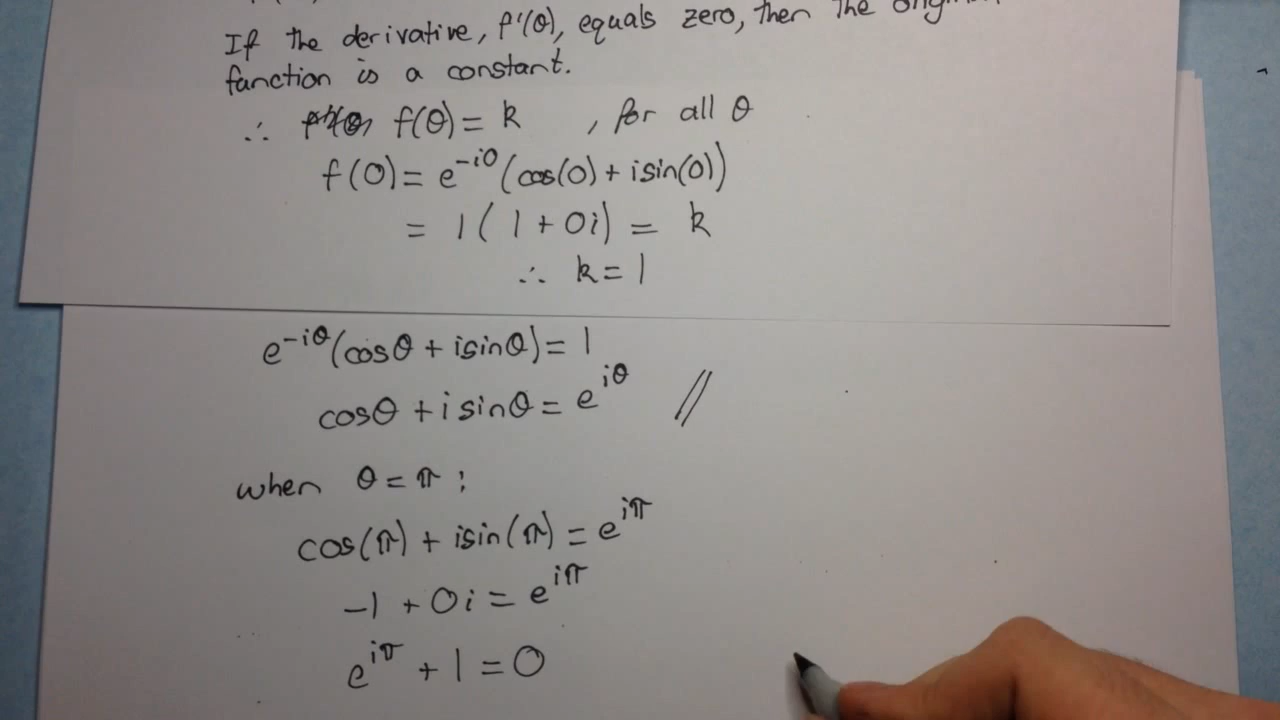 If the derivative, f'(θ), equals zero, then the
function is a constant.
∴ f(θ) = k , for all θ
f(0) = e^{-i0} (cos(0) + isin(0))
= 1 ( 1 + 0i) = k
∴ k = 1
e^{-iθ} (cosθ + isinθ) = 1
cosθ + i sinθ = e^{iθ} //
when θ = π :
cos(π) + isin(π) = e^{iπ}
-1 + 0i = e^{iπ}
e^{iπ} + 1 = 0